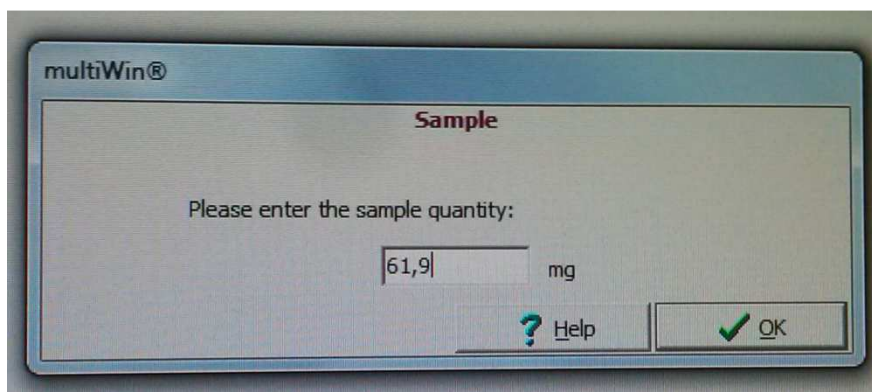 multiWin®
Sample
Please enter the sample quantity:
61,9 mg
Help
OK